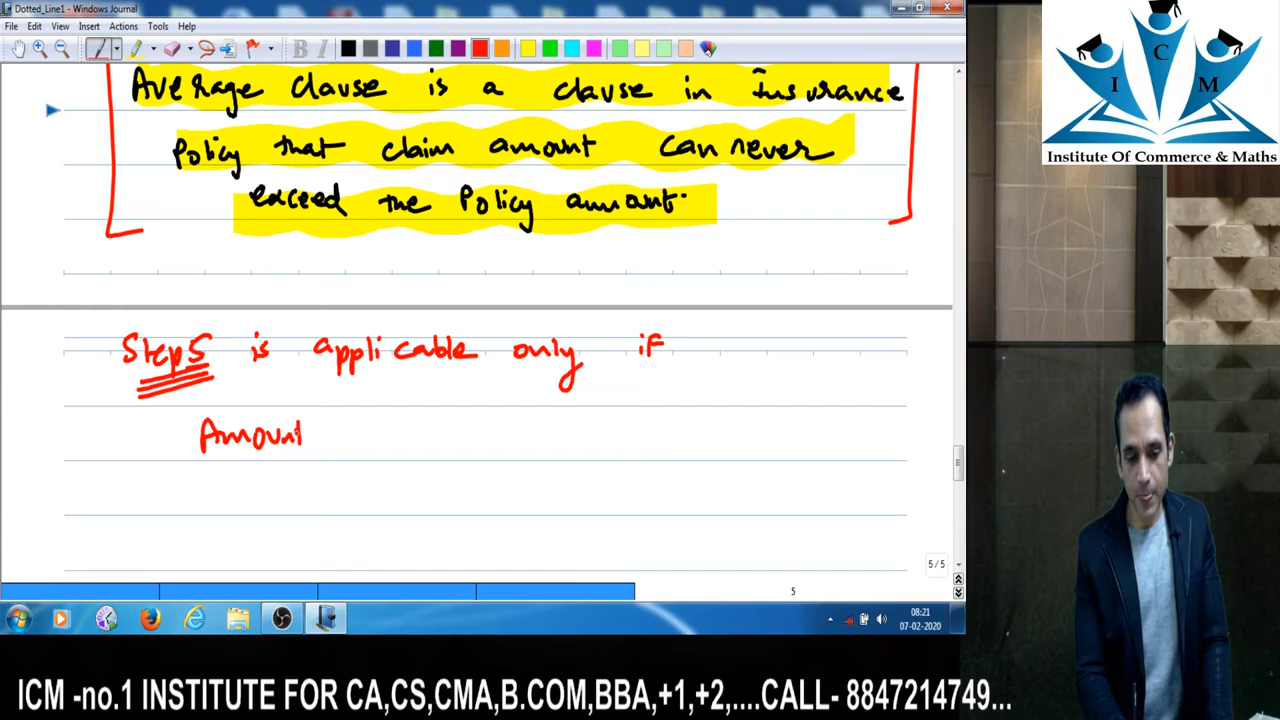 Dotted_Line1 - Windows Journal
File Edit View Insert Actions Tools Help
Average Clause is a clause in Insurance
Policy that claim amount can never
exceed the Policy amount.
Step5 is applicable only if
Amount
5/5
5
08:21
07-02-2020
I C M
Institute Of Commerce & Maths
ICM -no.1 INSTITUTE FOR CA,CS,CMA,B.COM,BBA,+1,+2,....CALL- 8847214749...